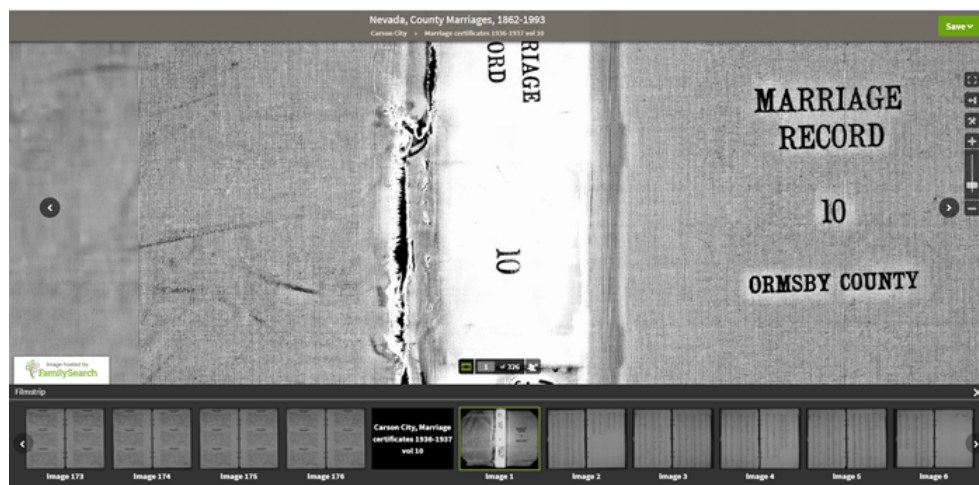 Nevada, County Marriages, 1862-1993
Carson City › Marriage certificates 1936-1937 vol 10
Save
RIAGE
ORD
10
MARRIAGE
RECORD
10
ORMSBY COUNTY
Image hosted by
FamilySearch
1 of 326
Filmstrip
Carson City, Marriage
certificates 1936-1937
vol 10
Image 173
Image 174
Image 175
Image 176
Image 1
Image 2
Image 3
Image 4
Image 5
Image 6